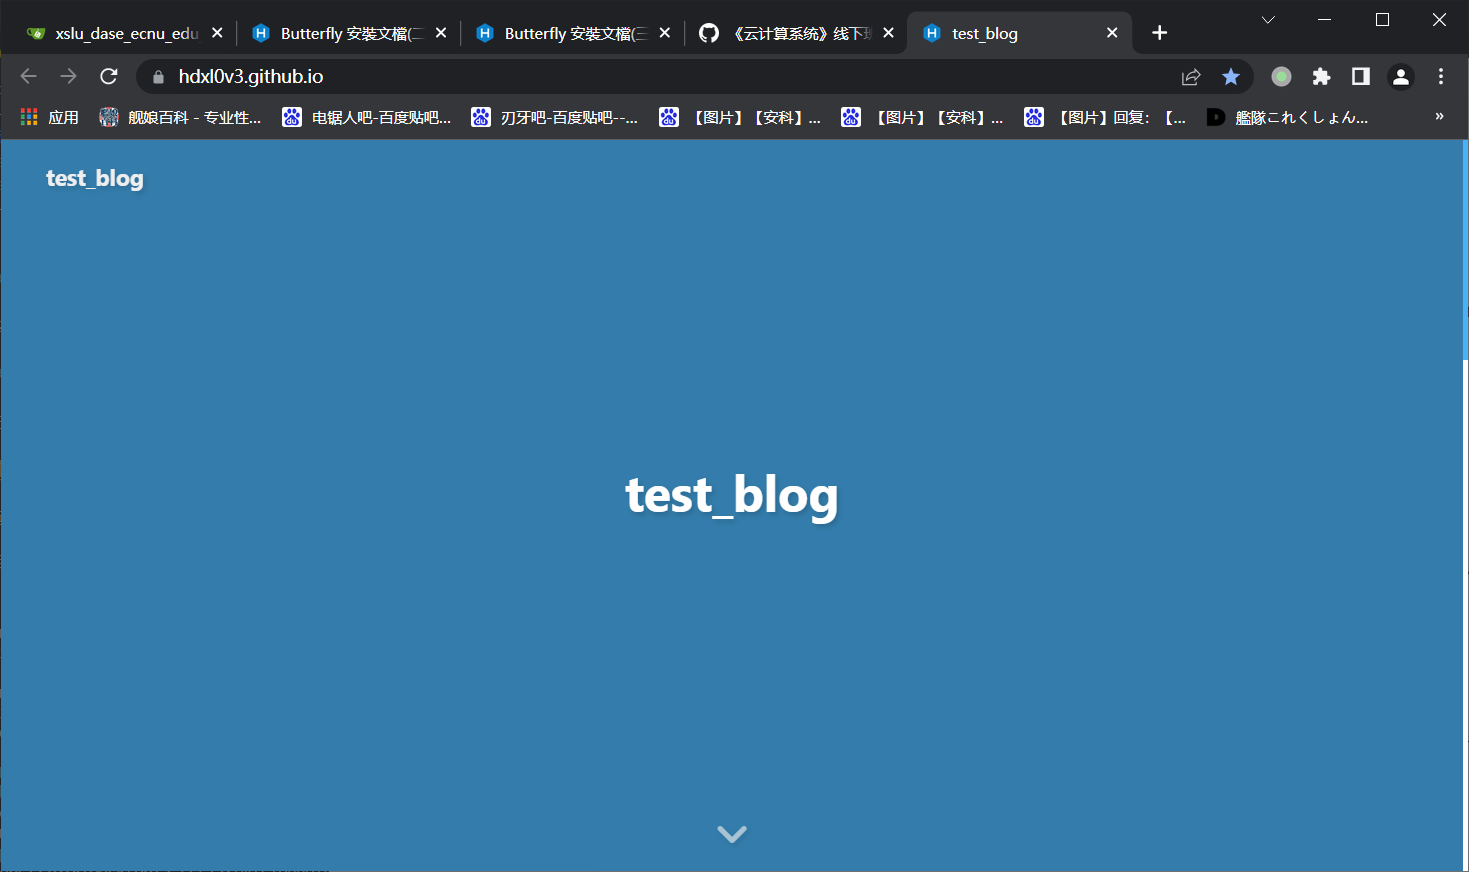 xslu_dase_ecnu_edu
Butterfly 安裝文檔(二
Butterfly 安裝文檔(三
《云计算系统》线下班
test_blog
hdxl0v3.github.io
应用
舰娘百科 - 专业性...
电锯人吧-百度贴吧...
刃牙吧-百度贴吧--...
【图片】【安科】...
【图片】【安科】...
【图片】回复：【...
艦隊これくしょん...
»
test_blog
test_blog